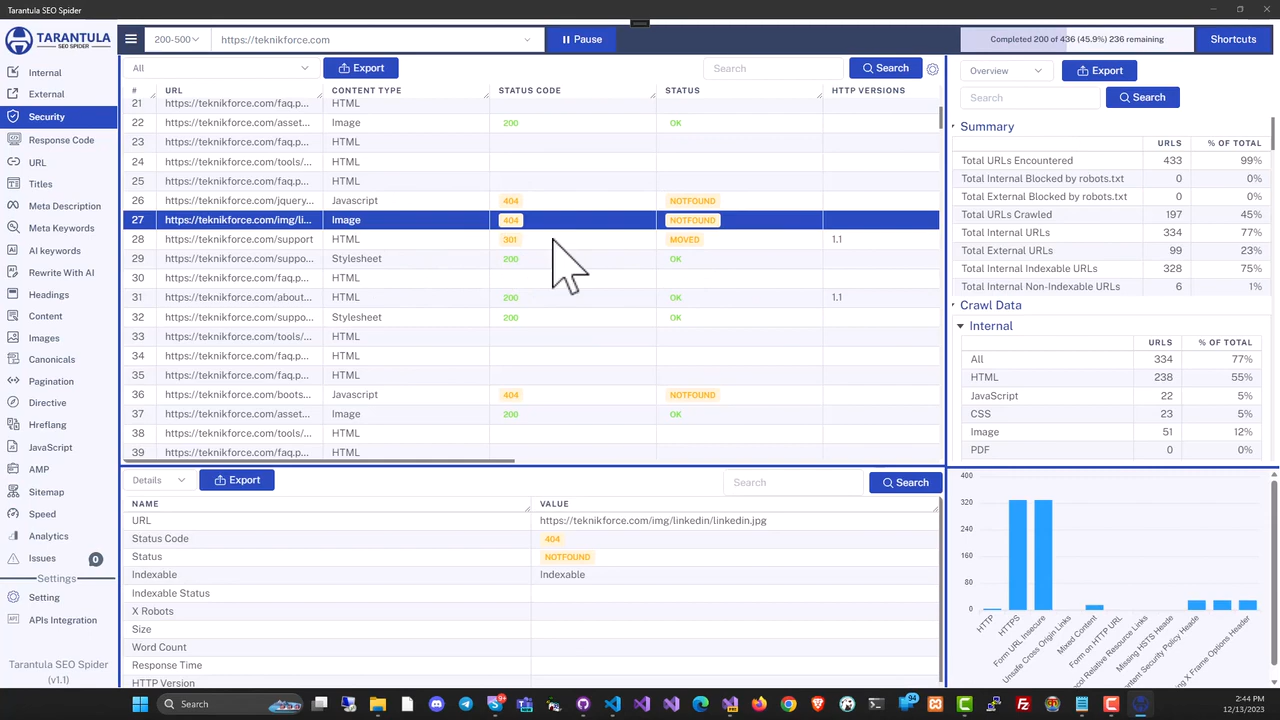 Tarantula SEO Spider
TARANTULA
SEO SPIDER
200-500
https://teknikforce.com
Pause
Completed 200 of 436 (45.9%) 236 remaining
Shortcuts
Internal
External
Security
Response Code
URL
Titles
Meta Description
Meta Keywords
AI keywords
Rewrite With AI
Headings
Content
Images
Canonicals
Pagination
Directive
Hreflang
JavaScript
AMP
Sitemap
Speed
Analytics
Issues 0
Settings
Setting
APIs Integration
Tarantula SEO Spider
(v1.1)
All
Export
Search
Search
# URL CONTENT TYPE STATUS CODE STATUS HTTP VERSIONS
21 https://teknikforce.com/faq.p... HTML
22 https://teknikforce.com/asset... Image 200 OK
23 https://teknikforce.com/faq.p... HTML
24 https://teknikforce.com/tools/... HTML
25 https://teknikforce.com/faq.p... HTML
26 https://teknikforce.com/jquery... Javascript 404 NOTFOUND
27 https://teknikforce.com/img/li... Image 404 NOTFOUND
28 https://teknikforce.com/support HTML 301 MOVED 1.1
29 https://teknikforce.com/suppo... Stylesheet 200 OK
30 https://teknikforce.com/faq.p... HTML
31 https://teknikforce.com/about... HTML 200 OK 1.1
32 https://teknikforce.com/suppo... Stylesheet 200 OK
33 https://teknikforce.com/tools/... HTML
34 https://teknikforce.com/faq.p... HTML
35 https://teknikforce.com/faq.p... HTML
36 https://teknikforce.com/boots... Javascript 404 NOTFOUND
37 https://teknikforce.com/asset... Image 200 OK
38 https://teknikforce.com/tools/... HTML
39 https://teknikforce.com/faq.p... HTML
Details
Export
Search
Search
NAME VALUE
URL https://teknikforce.com/img/linkedin/linkedin.jpg
Status Code 404
Status NOTFOUND
Indexable Indexable
Indexable Status
X Robots
Size
Word Count
Response Time
HTTP Version
Overview
Export
Search
Search
Summary
URLS % OF TOTAL
Total URLs Encountered 433 99%
Total Internal Blocked by robots.txt 0 0%
Total External Blocked by robots.txt 0 0%
Total URLs Crawled 197 45%
Total Internal URLs 334 77%
Total External URLs 99 23%
Total Internal Indexable URLs 328 75%
Total Internal Non-Indexable URLs 6 1%
Crawl Data
Internal
URLS % OF TOTAL
All 334 77%
HTML 238 55%
JavaScript 22 5%
CSS 23 5%
Image 51 12%
PDF 0 0%
400
320
240
160
80
0
HTTP
HTTPS
Form URL Insecure
Unsafe Cross Origin Links
Mixed Content
Form on HTTP URL
Relative Resource Links
Missing HSTS Heade
Security Policy Heade
X Frame Options Header
Search
9+
94
2:44 PM
12/13/2023